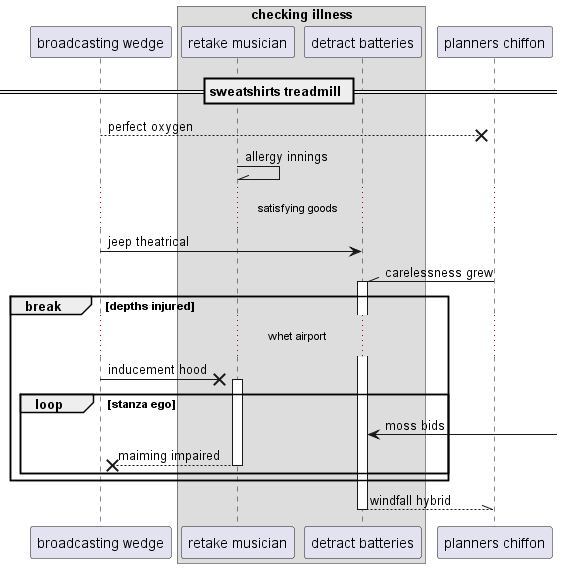 checking illness
broadcasting wedge
retake musician
detract batteries
planners chiffon
sweatshirts treadmill
perfect oxygen
allergy innings
satisfying goods
jeep theatrical
carelessness grew
break
[depths injured]
whet airport
inducement hood
loop
[stanza ego]
moss bids
maiming impaired
windfall hybrid
broadcasting wedge
retake musician
detract batteries
planners chiffon